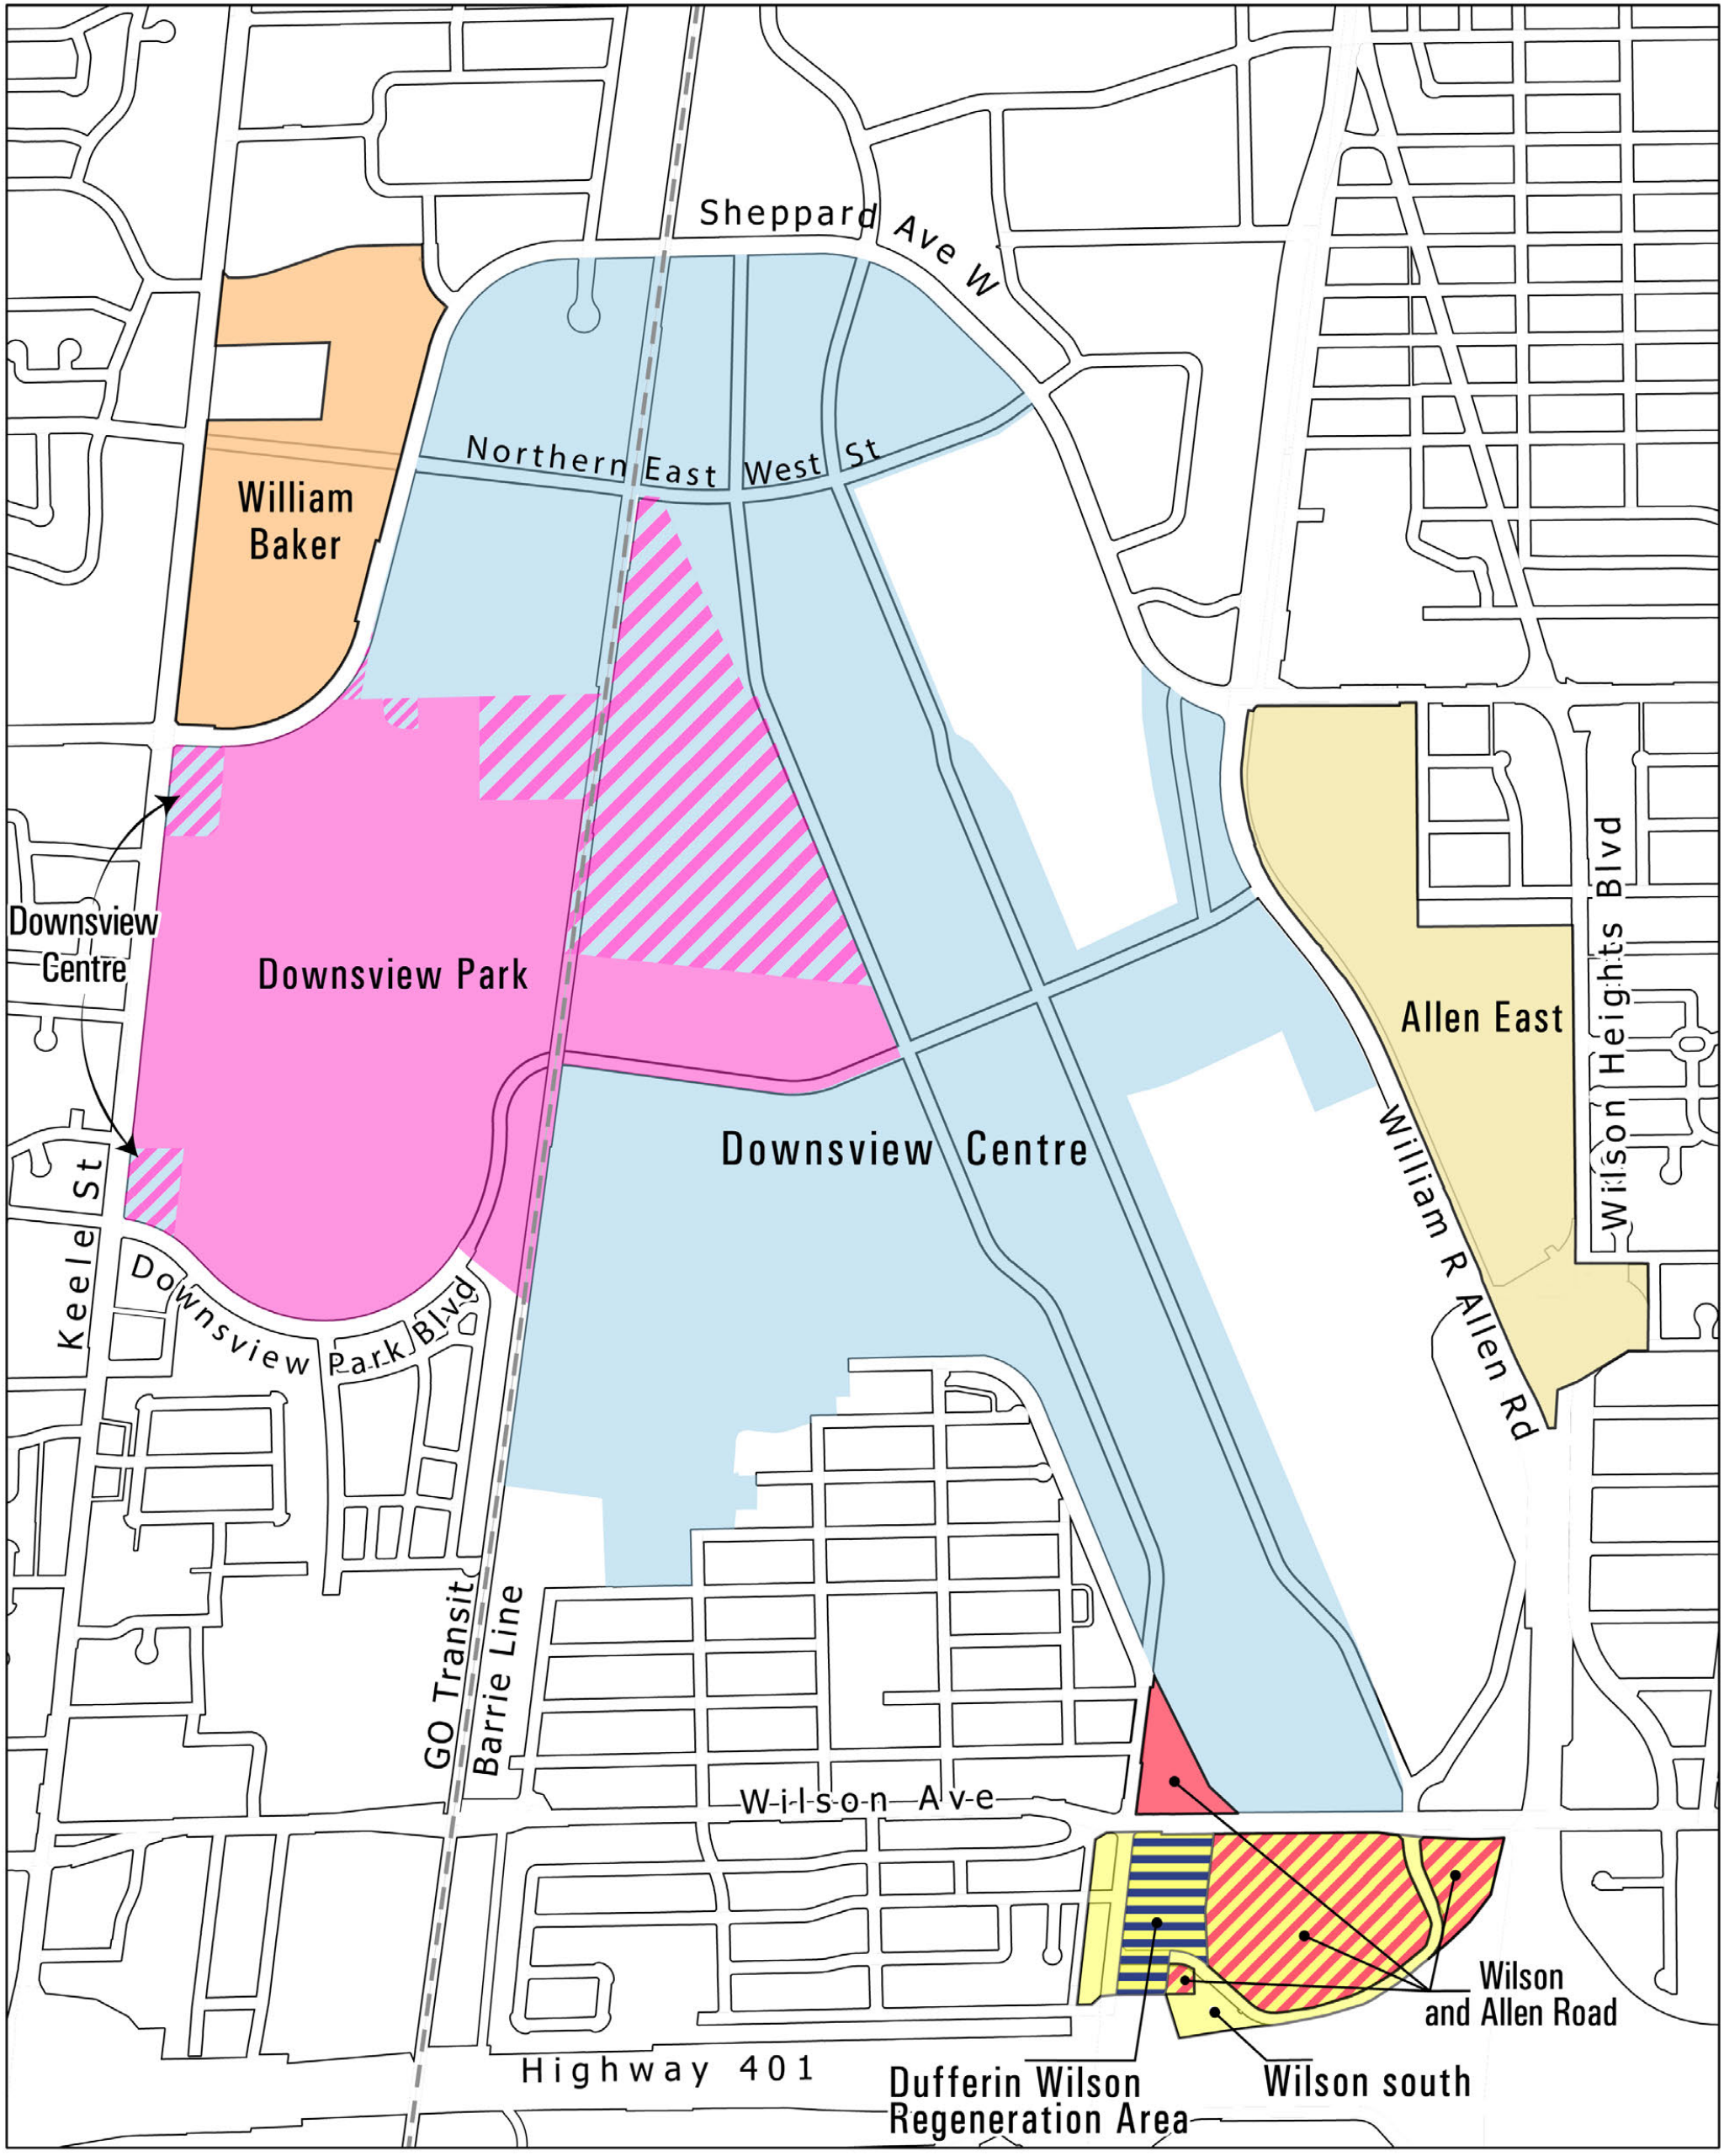 Sheppard Ave W
Northern East West St
William
Baker
Downsview
Centre
Downsview Park
Allen East
Wilson Heights Blvd
Downsview Centre
William R Allen Rd
Keele St
Downsview Park Blvd
GO Transit
Barrie Line
Wilson Ave
Wilson
and Allen Road
Highway 401
Dufferin Wilson
Regeneration Area
Wilson south